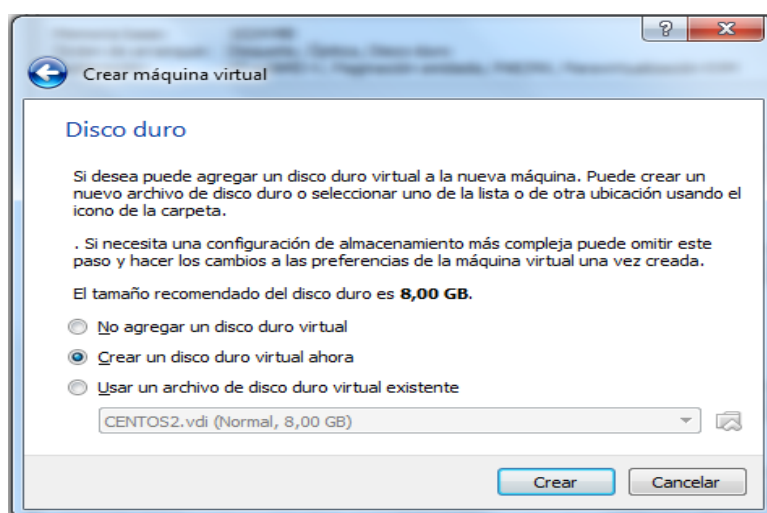 Crear máquina virtual
Disco duro
Si desea puede agregar un disco duro virtual a la nueva máquina. Puede crear un
nuevo archivo de disco duro o seleccionar uno de la lista o de otra ubicación usando el
icono de la carpeta.
. Si necesita una configuración de almacenamiento más compleja puede omitir este
paso y hacer los cambios a las preferencias de la máquina virtual una vez creada.
El tamaño recomendado del disco duro es 8,00 GB.
No agregar un disco duro virtual
Crear un disco duro virtual ahora
Usar un archivo de disco duro virtual existente
CENTOS2.vdi (Normal, 8,00 GB)
Crear Cancelar